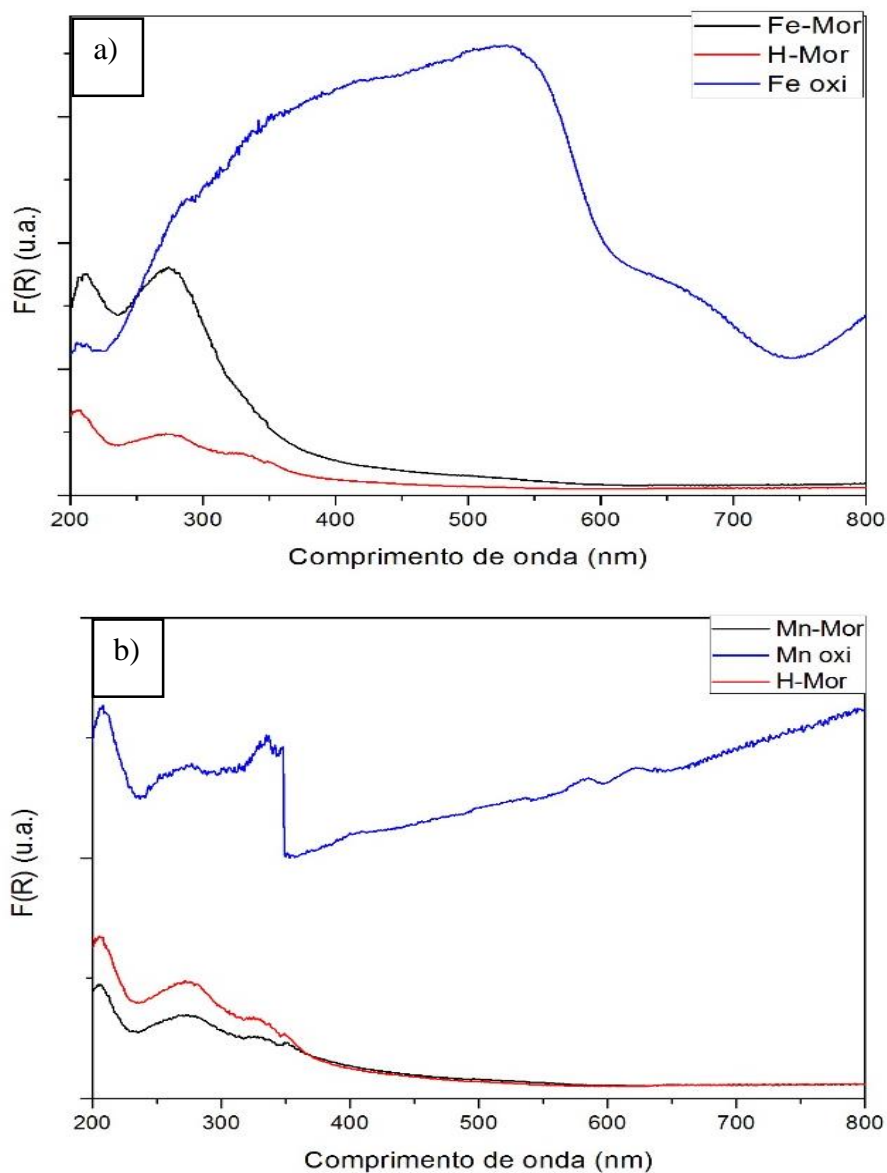 a)
Fe-Mor
H-Mor
Fe oxi
F(R) (u.a.)
200 300 400 500 600 700 800
Comprimento de onda (nm)
b)
Mn-Mor
Mn oxi
H-Mor
F(R) (u.a.)
200 300 400 500 600 700 800
Comprimento de onda (nm)